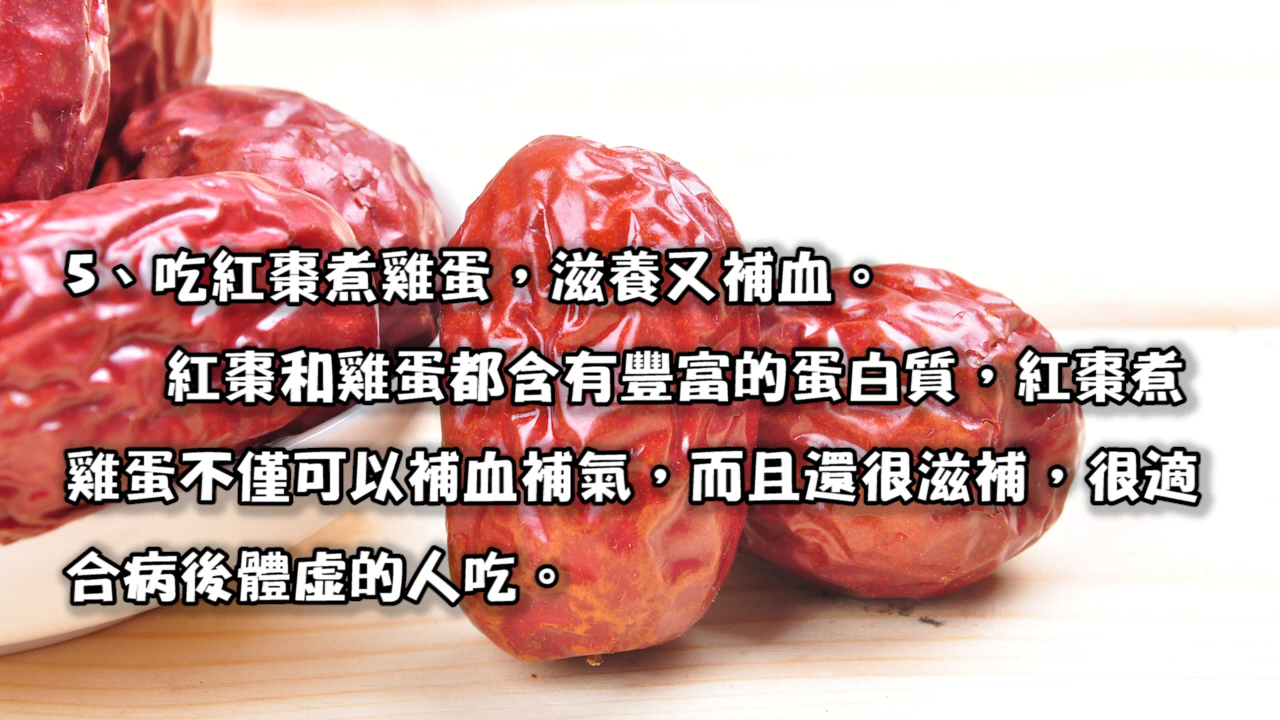 5、吃紅棗煮雞蛋，滋養又補血。
紅棗和雞蛋都含有豐富的蛋白質，紅棗煮
雞蛋不僅可以補血補氣，而且還很滋補，很適
合病後體虛的人吃。